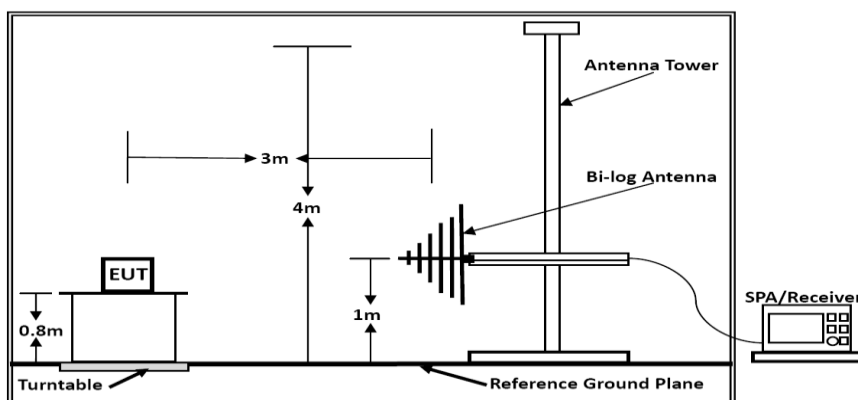 Antenna Tower
3m
Bi-log Antenna
4m
EUT
SPA/Receiver
0.8m
1m
Turntable
Reference Ground Plane